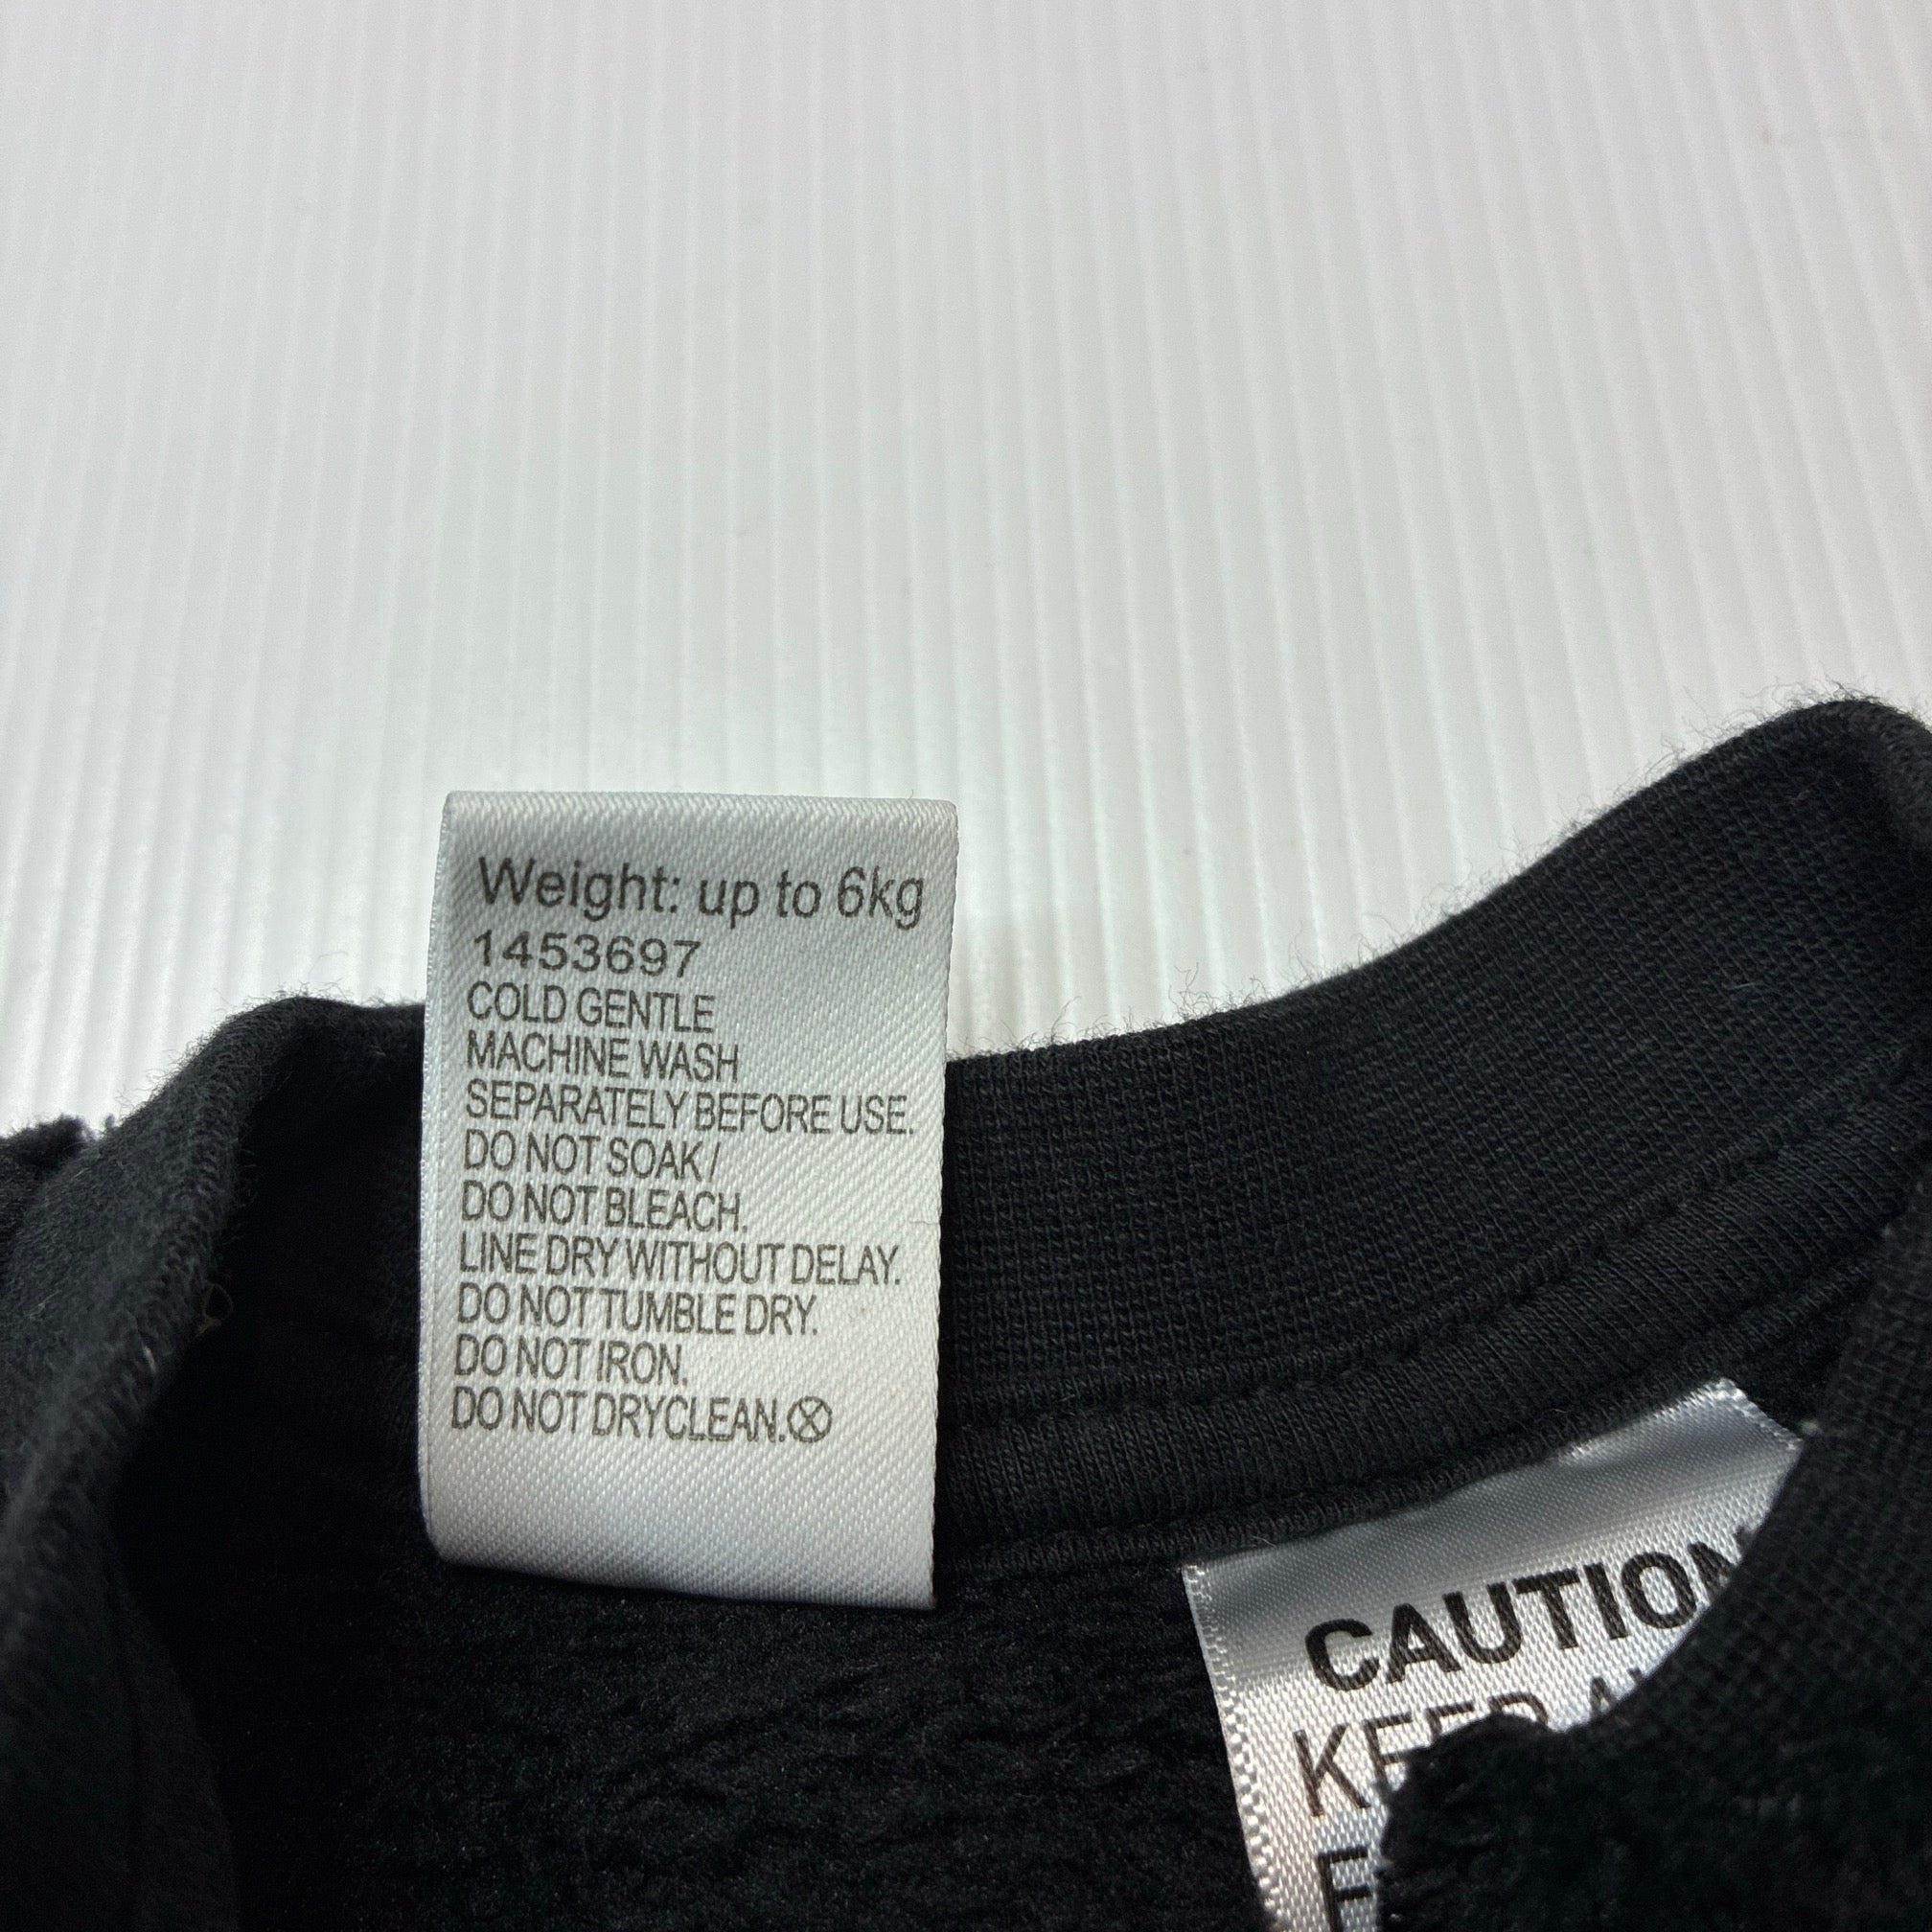 Weight: up to 6kg
1453697
COLD GENTLE
MACHINE WASH
SEPARATELY BEFORE USE.
DO NOT SOAK/
DO NOT BLEACH.
LINE DRY WITHOUT DELAY.
DO NOT TUMBLE DRY.
DO NOT IRON.
DO NOT DRYCLEAN.
CAUTION
KEEP